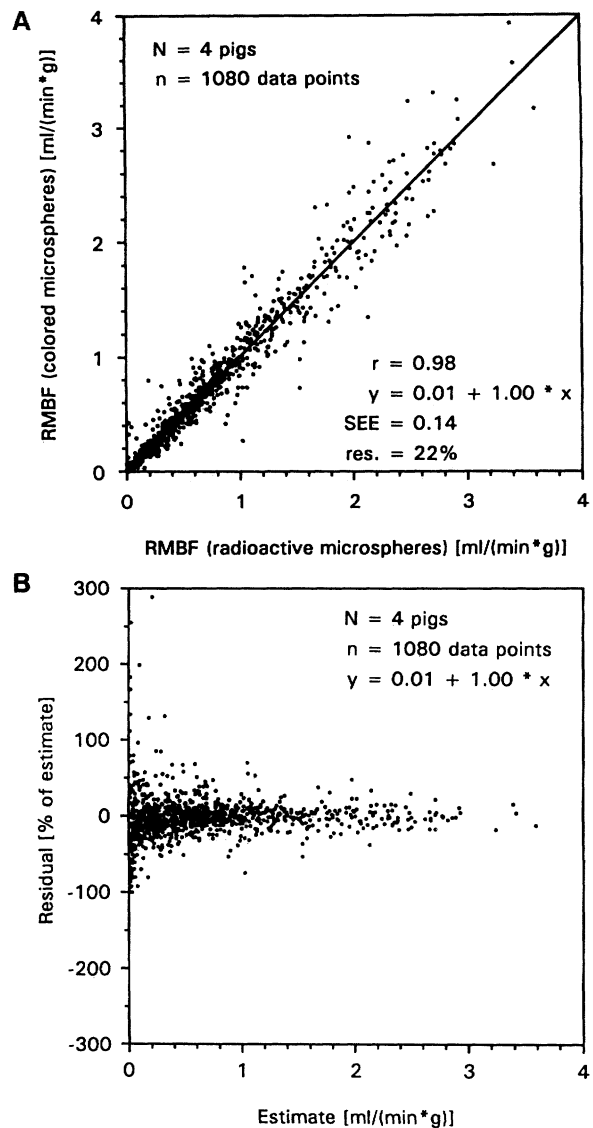 A
N = 4 pigs
n = 1080 data points
RMBF (colored microspheres) [ml/(min*g)]
4
3
2
1
0
r = 0.98
y = 0.01 + 1.00 * x
SEE = 0.14
res. = 22%
0 1 2 3 4
RMBF (radioactive microspheres) [ml/(min*g)]
B
N = 4 pigs
n = 1080 data points
y = 0.01 + 1.00 * x
Residual [% of estimate]
300
200
100
0
-100
-200
-300
0 1 2 3 4
Estimate [ml/(min*g)]